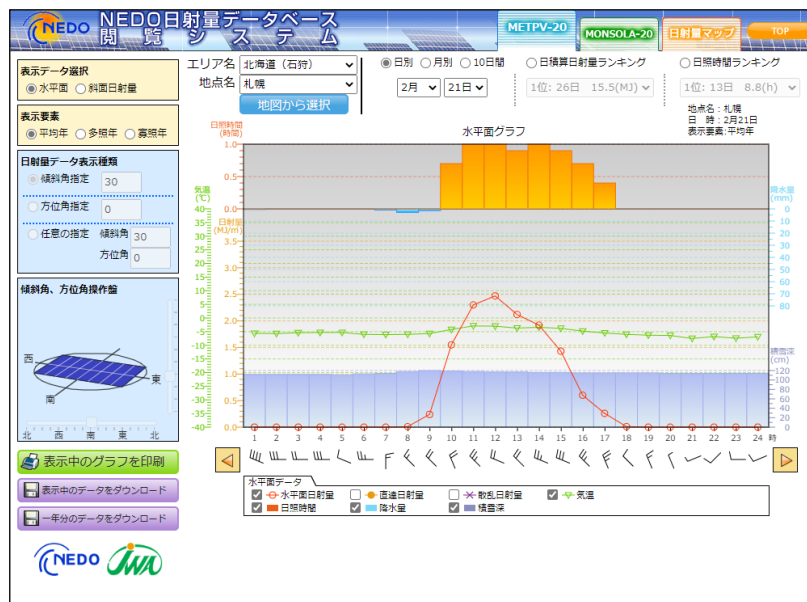 NEDO
NEDO日射量データベース
閲覧システム
METPV-20
MONSOLA-20
日射量マップ
TOP
表示データ選択
水平面 斜面日射量
エリア名 北海道（石狩）
地点名 札幌
地図から選択
日別 月別 10日間
2月 21日
日積算日射量ランキング
1位: 26日 15.5(MJ)
日照時間ランキング
1位: 13日 8.8(h)
地点名：札幌
日 時：2月21日
表示要素:平均年
表示要素
平均年 多照年 寡照年
日射量データ表示種類
傾斜角指定 30
方位角指定 0
任意の指定 傾斜角 30
方位角 0
傾斜角、方位角操作盤
西
東
南
北 西 南 東 北
水平面グラフ
日照時間
(時間)
1.0
0.5
0.0
気温
(℃)
40
35
30
25
20
15
10
5
0
-5
-10
-15
-20
-25
-30
-35
-40
日射量
(MJ/㎡)
3.5
3.0
2.5
2.0
1.5
1.0
0.5
0.0
降水量
(mm)
0
10
20
30
40
50
60
70
80
積雪深
(cm)
120
100
80
60
40
20
0
1 2 3 4 5 6 7 8 9 10 11 12 13 14 15 16 17 18 19 20 21 22 23 24 時
水平面データ
水平面日射量 直達日射量 散乱日射量 気温
日照時間 降水量 積雪深
表示中のグラフを印刷
表示中のデータをダウンロード
一年分のデータをダウンロード
NEDO
JWA